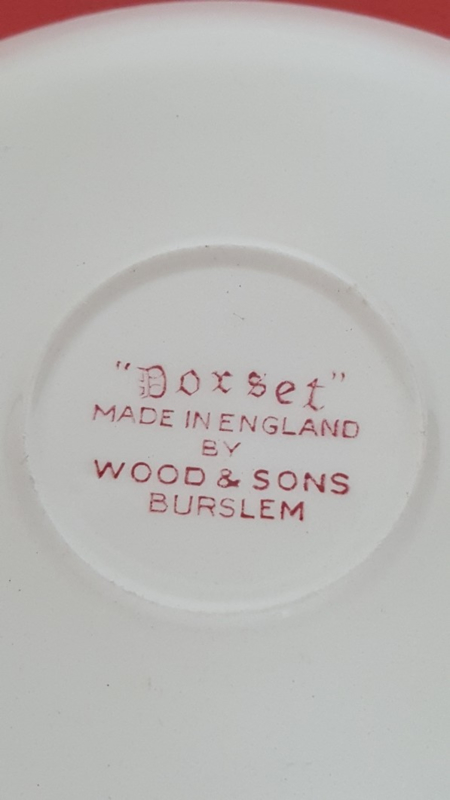 "Dorset"
MADE IN ENGLAND
BY
WOOD & SONS
BURSLEM